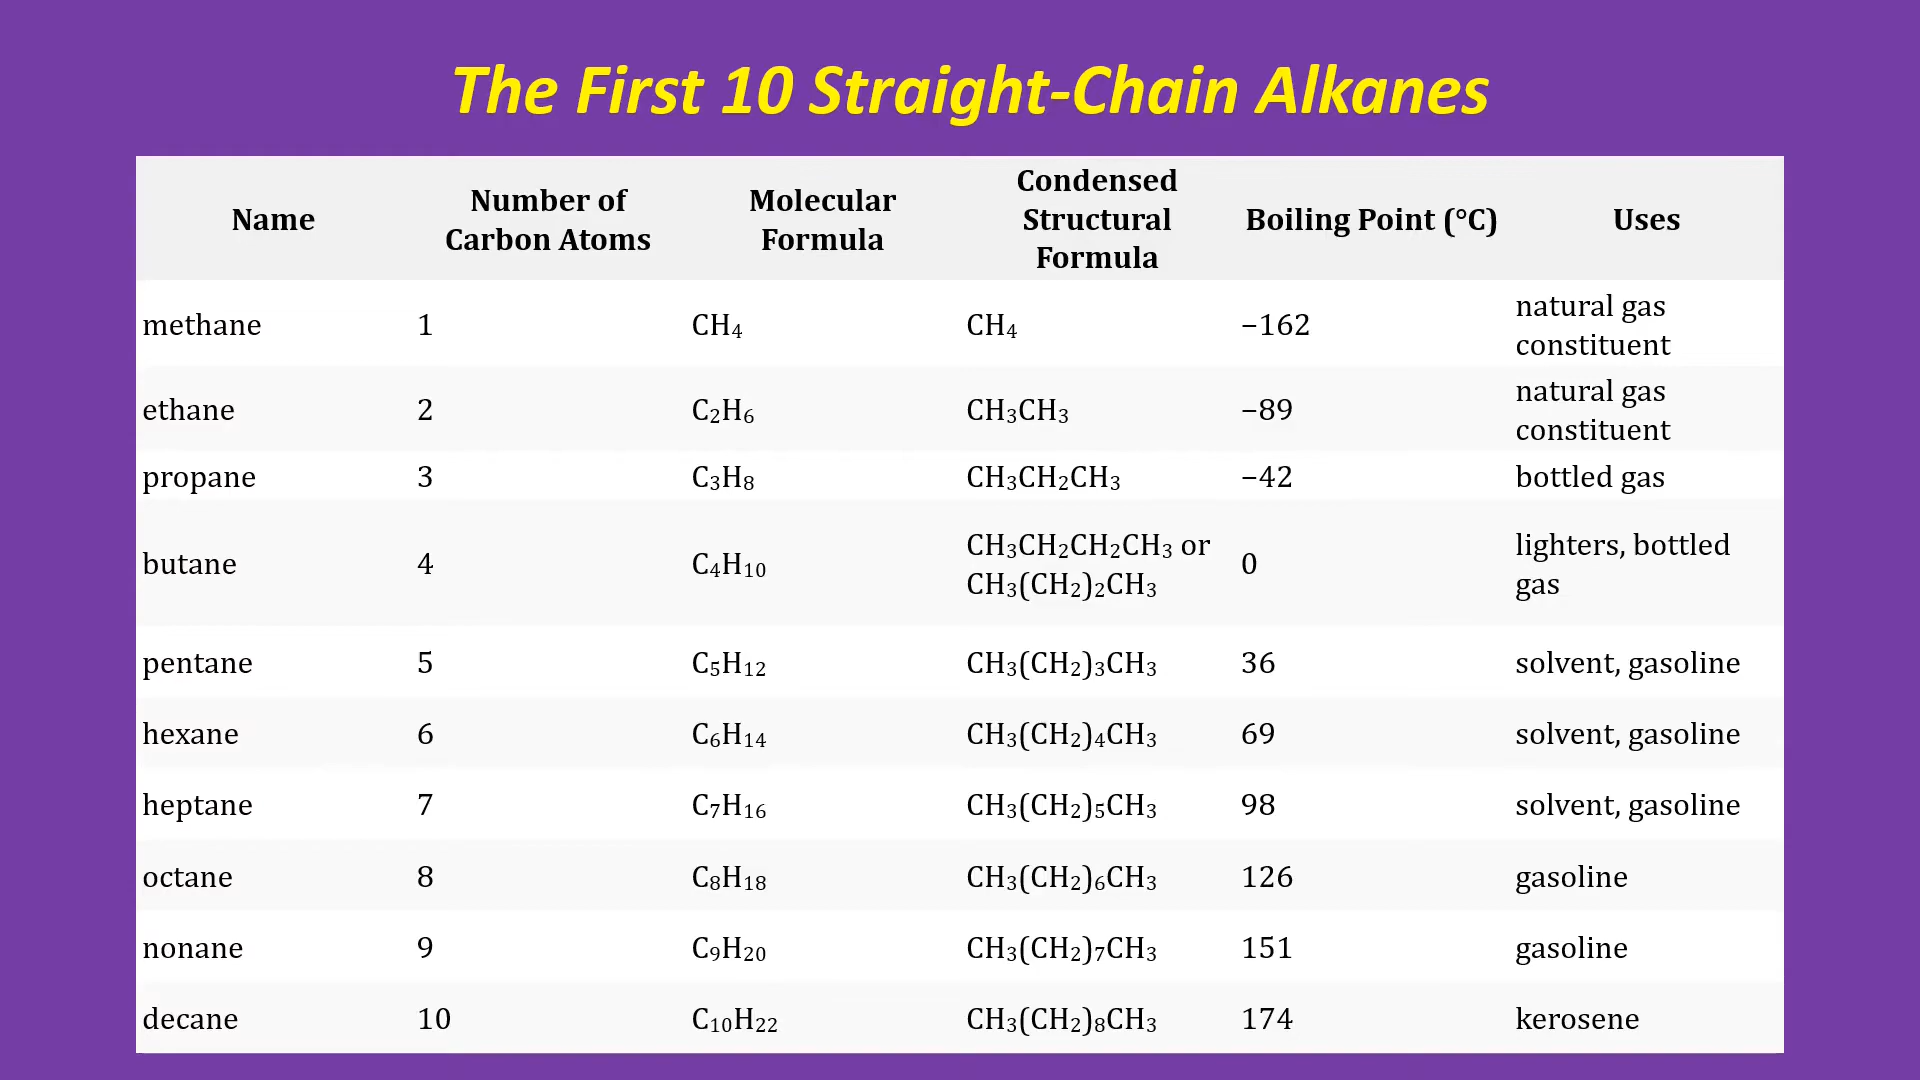 The First 10 Straight-Chain Alkanes
Name Number of Carbon Atoms Molecular Formula Condensed Structural Formula Boiling Point (°C) Uses
methane 1 CH₄ CH₄ −162 natural gas constituent
ethane 2 C₂H₆ CH₃CH₃ −89 natural gas constituent
propane 3 C₃H₈ CH₃CH₂CH₃ −42 bottled gas
butane 4 C₄H₁₀ CH₃CH₂CH₂CH₃ or CH₃(CH₂)₂CH₃ 0 lighters, bottled gas
pentane 5 C₅H₁₂ CH₃(CH₂)₃CH₃ 36 solvent, gasoline
hexane 6 C₆H₁₄ CH₃(CH₂)₄CH₃ 69 solvent, gasoline
heptane 7 C₇H₁₆ CH₃(CH₂)₅CH₃ 98 solvent, gasoline
octane 8 C₈H₁₈ CH₃(CH₂)₆CH₃ 126 gasoline
nonane 9 C₉H₂₀ CH₃(CH₂)₇CH₃ 151 gasoline
decane 10 C₁₀H₂₂ CH₃(CH₂)₈CH₃ 174 kerosene